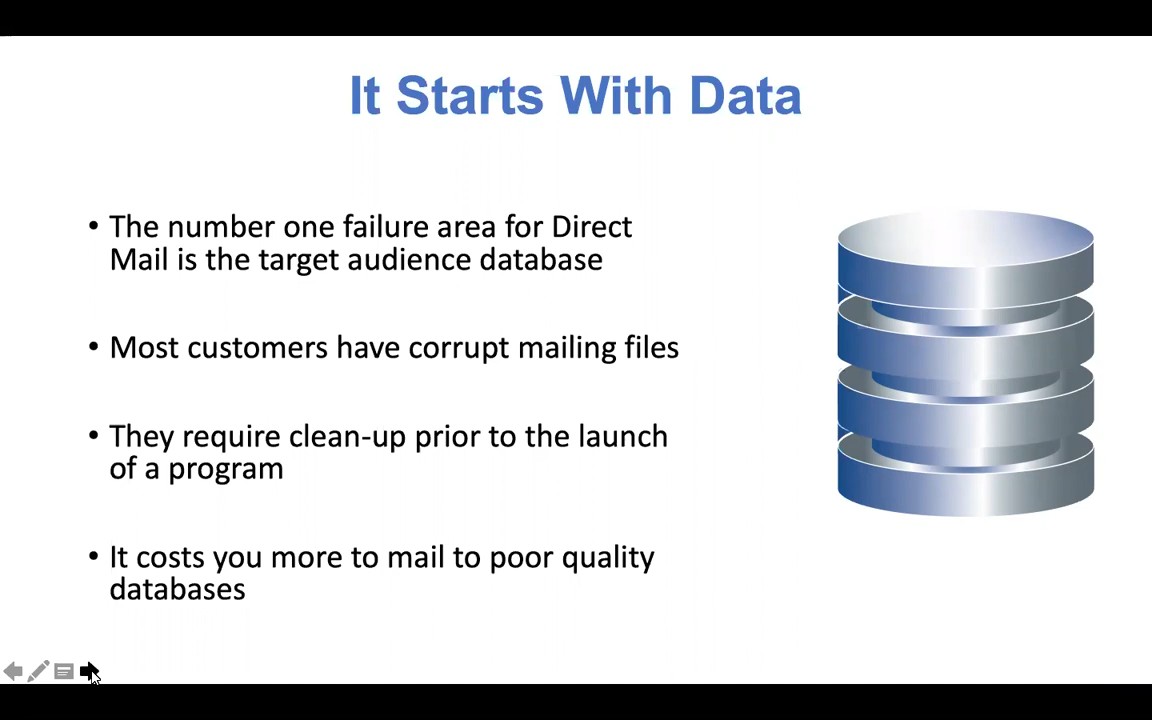 It Starts With Data
• The number one failure area for Direct
Mail is the target audience database
• Most customers have corrupt mailing files
• They require clean-up prior to the launch
of a program
• It costs you more to mail to poor quality
databases